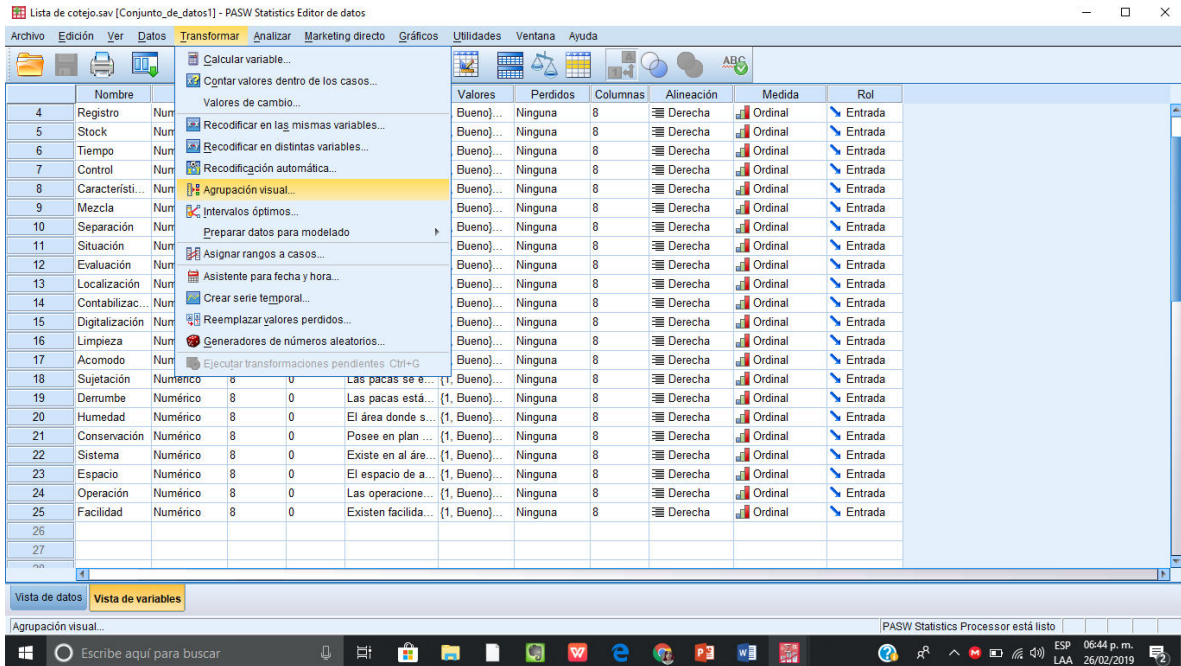 Lista de cotejo.sav [Conjunto_de_datos1] - PASW Statistics Editor de datos
Archivo Edición Ver Datos Transformar Analizar Marketing directo Gráficos Utilidades Ventana Ayuda
Calcular variable...
Contar valores dentro de los casos...
Valores de cambio...
Recodificar en las mismas variables...
Recodificar en distintas variables...
Recodificación automática...
Agrupación visual...
Intervalos óptimos...
Preparar datos para modelado
Asignar rangos a casos...
Asistente para fecha y hora...
Crear serie temporal...
Reemplazar valores perdidos...
Generadores de números aleatorios...
Ejecutar transformaciones pendientes Ctrl+G
Nombre Valores Perdidos Columnas Alineación Medida Rol
4 Registro Num Bueno}... Ninguna 8 Derecha Ordinal Entrada
5 Stock Num Bueno}... Ninguna 8 Derecha Ordinal Entrada
6 Tiempo Num Bueno}... Ninguna 8 Derecha Ordinal Entrada
7 Control Num Bueno}... Ninguna 8 Derecha Ordinal Entrada
8 Característi... Num Bueno}... Ninguna 8 Derecha Ordinal Entrada
9 Mezcla Num Bueno}... Ninguna 8 Derecha Ordinal Entrada
10 Separación Num Bueno}... Ninguna 8 Derecha Ordinal Entrada
11 Situación Num Bueno}... Ninguna 8 Derecha Ordinal Entrada
12 Evaluación Num Bueno}... Ninguna 8 Derecha Ordinal Entrada
13 Localización Num Bueno}... Ninguna 8 Derecha Ordinal Entrada
14 Contabilizac... Num Bueno}... Ninguna 8 Derecha Ordinal Entrada
15 Digitalización Num Bueno}... Ninguna 8 Derecha Ordinal Entrada
16 Limpieza Num Bueno}... Ninguna 8 Derecha Ordinal Entrada
17 Acomodo Num Bueno}... Ninguna 8 Derecha Ordinal Entrada
18 Sujetación Numérico 8 0 Las pacas se e... {1, Bueno}... Ninguna 8 Derecha Ordinal Entrada
19 Derrumbe Numérico 8 0 Las pacas está... {1, Bueno}... Ninguna 8 Derecha Ordinal Entrada
20 Humedad Numérico 8 0 El área donde s... {1, Bueno}... Ninguna 8 Derecha Ordinal Entrada
21 Conservación Numérico 8 0 Posee en plan ... {1, Bueno}... Ninguna 8 Derecha Ordinal Entrada
22 Sistema Numérico 8 0 Existe en al áre... {1, Bueno}... Ninguna 8 Derecha Ordinal Entrada
23 Espacio Numérico 8 0 El espacio de a... {1, Bueno}... Ninguna 8 Derecha Ordinal Entrada
24 Operación Numérico 8 0 Las operacione... {1, Bueno}... Ninguna 8 Derecha Ordinal Entrada
25 Facilidad Numérico 8 0 Existen facilida... {1, Bueno}... Ninguna 8 Derecha Ordinal Entrada
26
27
Vista de datos Vista de variables
Agrupación visual... PASW Statistics Processor está listo
Escribe aquí para buscar ESP 06:44 p. m.
LAA 26/02/2019